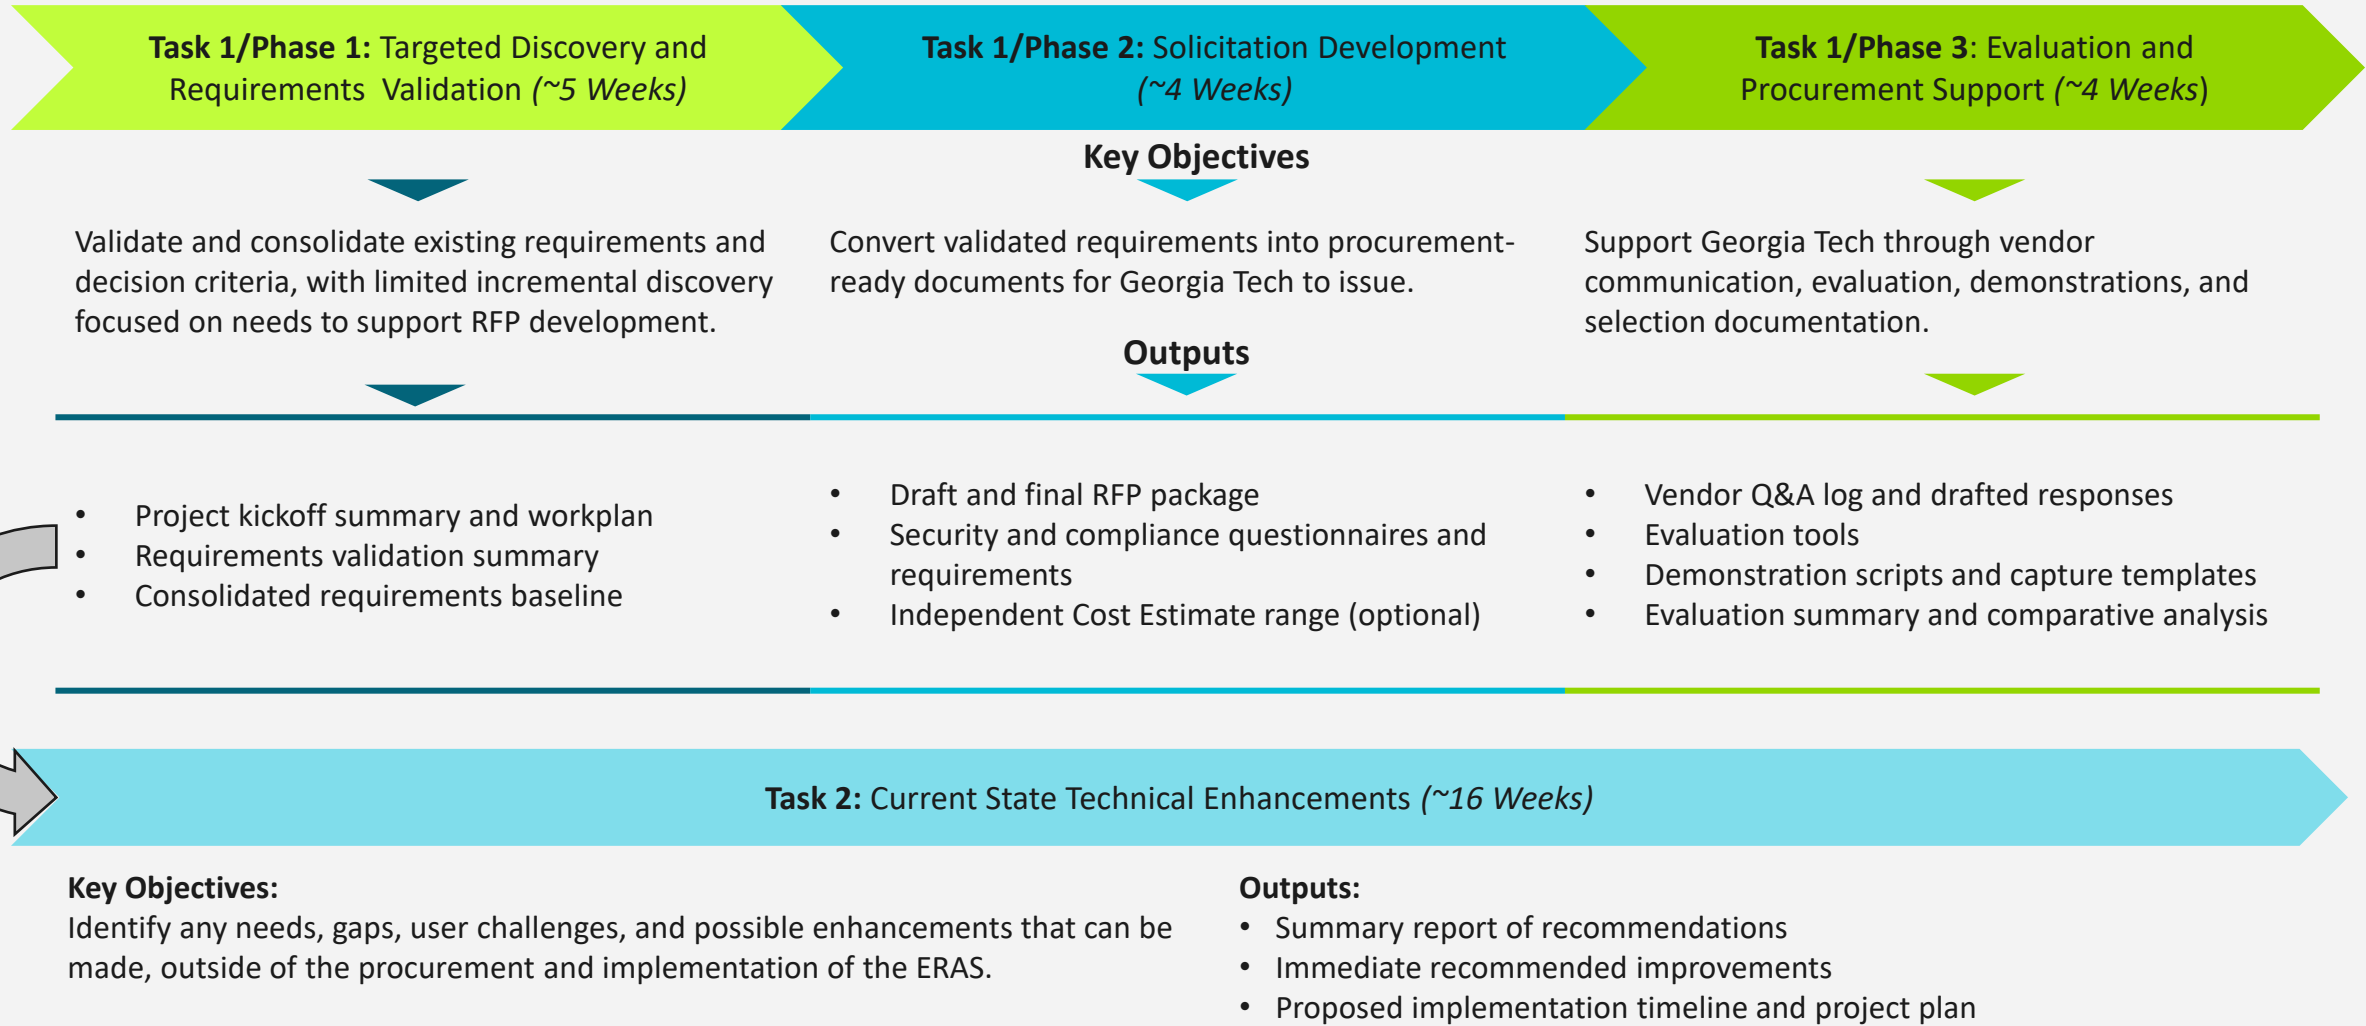 Task 1/Phase 1: Targeted Discovery and
Requirements Validation (~5 Weeks)
Task 1/Phase 2: Solicitation Development
(~4 Weeks)
Task 1/Phase 3: Evaluation and
Procurement Support (~4 Weeks)
Key Objectives
Validate and consolidate existing requirements and
decision criteria, with limited incremental discovery
focused on needs to support RFP development.
Convert validated requirements into procurement-
ready documents for Georgia Tech to issue.
Support Georgia Tech through vendor
communication, evaluation, demonstrations, and
selection documentation.
Outputs
• Project kickoff summary and workplan
• Requirements validation summary
• Consolidated requirements baseline
• Draft and final RFP package
• Security and compliance questionnaires and
requirements
• Independent Cost Estimate range (optional)
• Vendor Q&A log and drafted responses
• Evaluation tools
• Demonstration scripts and capture templates
• Evaluation summary and comparative analysis
Task 2: Current State Technical Enhancements (~16 Weeks)
Key Objectives:
Identify any needs, gaps, user challenges, and possible enhancements that can be
made, outside of the procurement and implementation of the ERAS.
Outputs:
• Summary report of recommendations
• Immediate recommended improvements
• Proposed implementation timeline and project plan